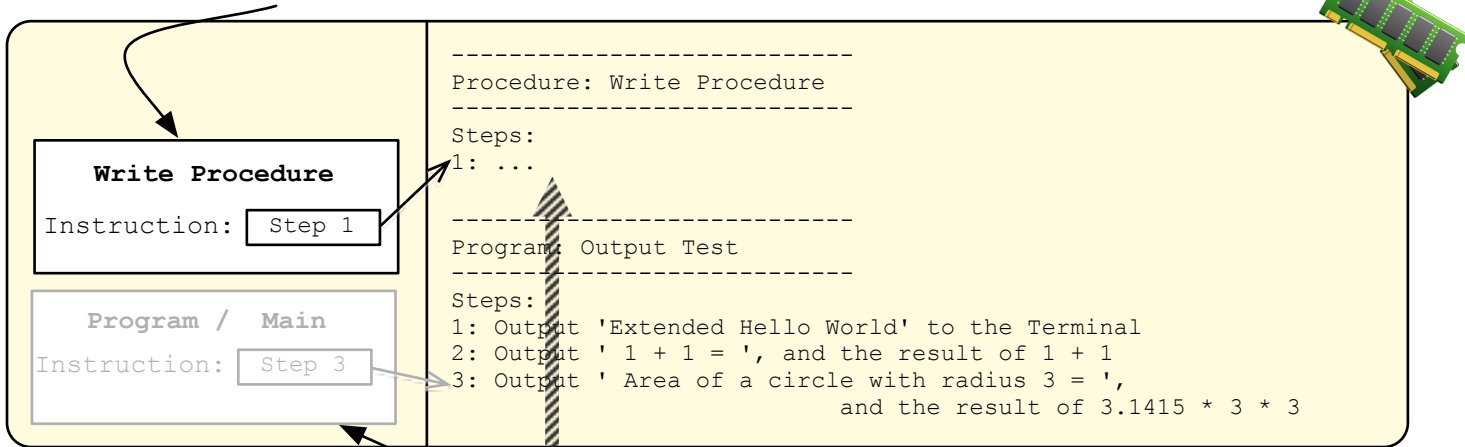 Write Procedure
Instruction: Step 1
Program / Main
Instruction: Step 3
----------------------------
Procedure: Write Procedure
----------------------------
Steps:
1: ...
----------------------------
Program: Output Test
----------------------------
Steps:
1: Output 'Extended Hello World' to the Terminal
2: Output ' 1 + 1 = ', and the result of 1 + 1
3: Output ' Area of a circle with radius 3 = ',
and the result of 3.1415 * 3 * 3